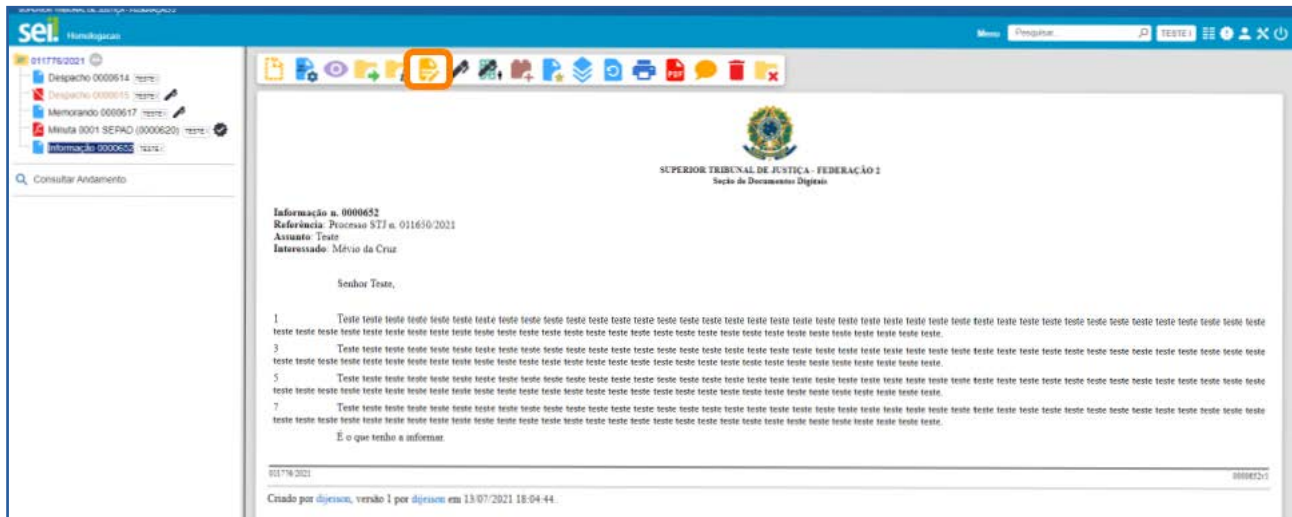 SUPERIOR TRIBUNAL DE JUSTIÇA - FEDERAÇÃO 2
sei! Homologacao
Menu Pesquisar... TESTE1
011776/2021
Despacho 0000614 TESTE1
Despacho 0000615 TESTE1
Memorando 0000617 TESTE1
Minuta 0001 SEPAD (0000620) TESTE1
Informação 0000652 TESTE1
Consultar Andamento
PDF
SUPERIOR TRIBUNAL DE JUSTIÇA - FEDERAÇÃO 2
Seção de Documentos Digitais
Informação n. 0000652
Referência: Processo STJ n. 011650/2021
Assunto: Teste
Interessado: Mévio da Cruz
Senhor Teste,
1 Teste teste teste teste teste teste teste teste teste teste teste teste teste teste teste teste teste teste teste teste teste teste teste teste teste teste teste teste teste teste teste teste teste teste teste teste teste
teste teste teste teste teste teste teste teste teste teste teste teste teste teste teste teste teste teste teste teste teste teste teste teste teste teste teste.
3 Teste teste teste teste teste teste teste teste teste teste teste teste teste teste teste teste teste teste teste teste teste teste teste teste teste teste teste teste teste teste teste teste teste teste teste teste teste
teste teste teste teste teste teste teste teste teste teste teste teste teste teste teste teste teste teste teste teste teste teste teste teste teste teste teste.
5 Teste teste teste teste teste teste teste teste teste teste teste teste teste teste teste teste teste teste teste teste teste teste teste teste teste teste teste teste teste teste teste teste teste teste teste teste teste
teste teste teste teste teste teste teste teste teste teste teste teste teste teste teste teste teste teste teste teste teste teste teste teste teste teste teste.
7 Teste teste teste teste teste teste teste teste teste teste teste teste teste teste teste teste teste teste teste teste teste teste teste teste teste teste teste teste teste teste teste teste teste teste teste teste teste
teste teste teste teste teste teste teste teste teste teste teste teste teste teste teste teste teste teste teste teste teste teste teste teste teste teste teste.
É o que tenho a informar.
011776/2021 0000652v1
Criado por dijeison, versão 1 por dijeison em 13/07/2021 18:04:44.